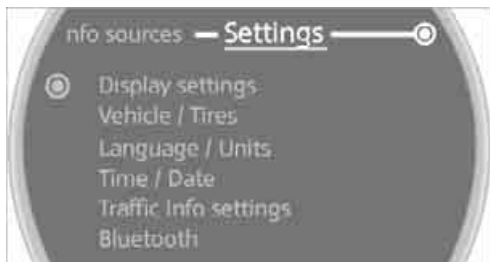 nfo sources Settings
Display settings
Vehicle / Tires
Language / Units
Time / Date
Traffic Info settings
Bluetooth